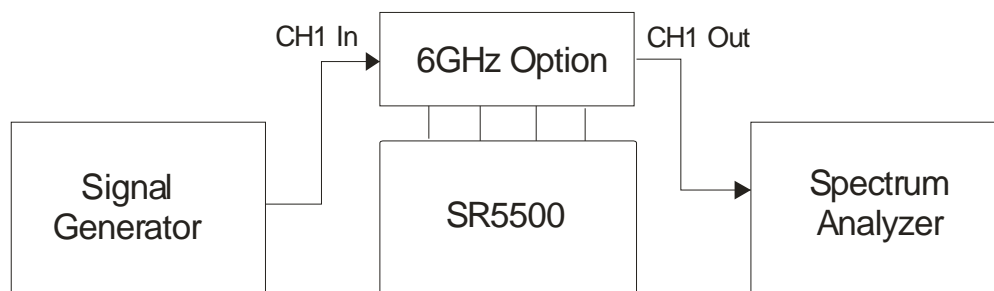 CH1 In
6GHz Option
CH1 Out
Signal
Generator
SR5500
Spectrum
Analyzer